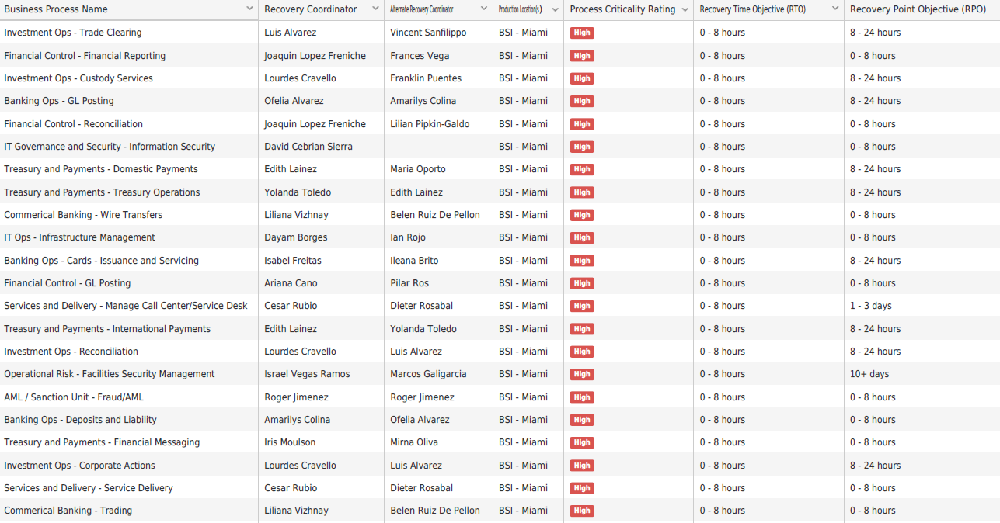 Business Process Name Recovery Coordinator Alternate Recovery Coordinator Production Location(s) Process Criticality Rating Recovery Time Objective (RTO) Recovery Point Objective (RPO)
Investment Ops - Trade Clearing Luis Alvarez Vincent Sanfilippo BSI - Miami High 0 - 8 hours 8 - 24 hours
Financial Control - Financial Reporting Joaquin Lopez Freniche Frances Vega BSI - Miami High 0 - 8 hours 0 - 8 hours
Investment Ops - Custody Services Lourdes Cravello Franklin Puentes BSI - Miami High 0 - 8 hours 8 - 24 hours
Banking Ops - GL Posting Ofelia Alvarez Amarilys Colina BSI - Miami High 0 - 8 hours 8 - 24 hours
Financial Control - Reconciliation Joaquin Lopez Freniche Lilian Pipkin-Galdo BSI - Miami High 0 - 8 hours 0 - 8 hours
IT Governance and Security - Information Security David Cebrian Sierra BSI - Miami High 0 - 8 hours 0 - 8 hours
Treasury and Payments - Domestic Payments Edith Lainez Maria Oporto BSI - Miami High 0 - 8 hours 8 - 24 hours
Treasury and Payments - Treasury Operations Yolanda Toledo Edith Lainez BSI - Miami High 0 - 8 hours 8 - 24 hours
Commerical Banking - Wire Transfers Liliana Vizhnay Belen Ruiz De Pellon BSI - Miami High 0 - 8 hours 0 - 8 hours
IT Ops - Infrastructure Management Dayam Borges Ian Rojo BSI - Miami High 0 - 8 hours 0 - 8 hours
Banking Ops - Cards - Issuance and Servicing Isabel Freitas Ileana Brito BSI - Miami High 0 - 8 hours 8 - 24 hours
Financial Control - GL Posting Ariana Cano Pilar Ros BSI - Miami High 0 - 8 hours 0 - 8 hours
Services and Delivery - Manage Call Center/Service Desk Cesar Rubio Dieter Rosabal BSI - Miami High 0 - 8 hours 1 - 3 days
Treasury and Payments - International Payments Edith Lainez Yolanda Toledo BSI - Miami High 0 - 8 hours 8 - 24 hours
Investment Ops - Reconciliation Lourdes Cravello Luis Alvarez BSI - Miami High 0 - 8 hours 8 - 24 hours
Operational Risk - Facilities Security Management Israel Vegas Ramos Marcos Galigarcia BSI - Miami High 0 - 8 hours 10+ days
AML / Sanction Unit - Fraud/AML Roger Jimenez Roger Jimenez BSI - Miami High 0 - 8 hours 0 - 8 hours
Banking Ops - Deposits and Liability Amarilys Colina Ofelia Alvarez BSI - Miami High 0 - 8 hours 0 - 8 hours
Treasury and Payments - Financial Messaging Iris Moulson Mirna Oliva BSI - Miami High 0 - 8 hours 0 - 8 hours
Investment Ops - Corporate Actions Lourdes Cravello Luis Alvarez BSI - Miami High 0 - 8 hours 8 - 24 hours
Services and Delivery - Service Delivery Cesar Rubio Dieter Rosabal BSI - Miami High 0 - 8 hours 0 - 8 hours
Commerical Banking - Trading Liliana Vizhnay Belen Ruiz De Pellon BSI - Miami High 0 - 8 hours 0 - 8 hours